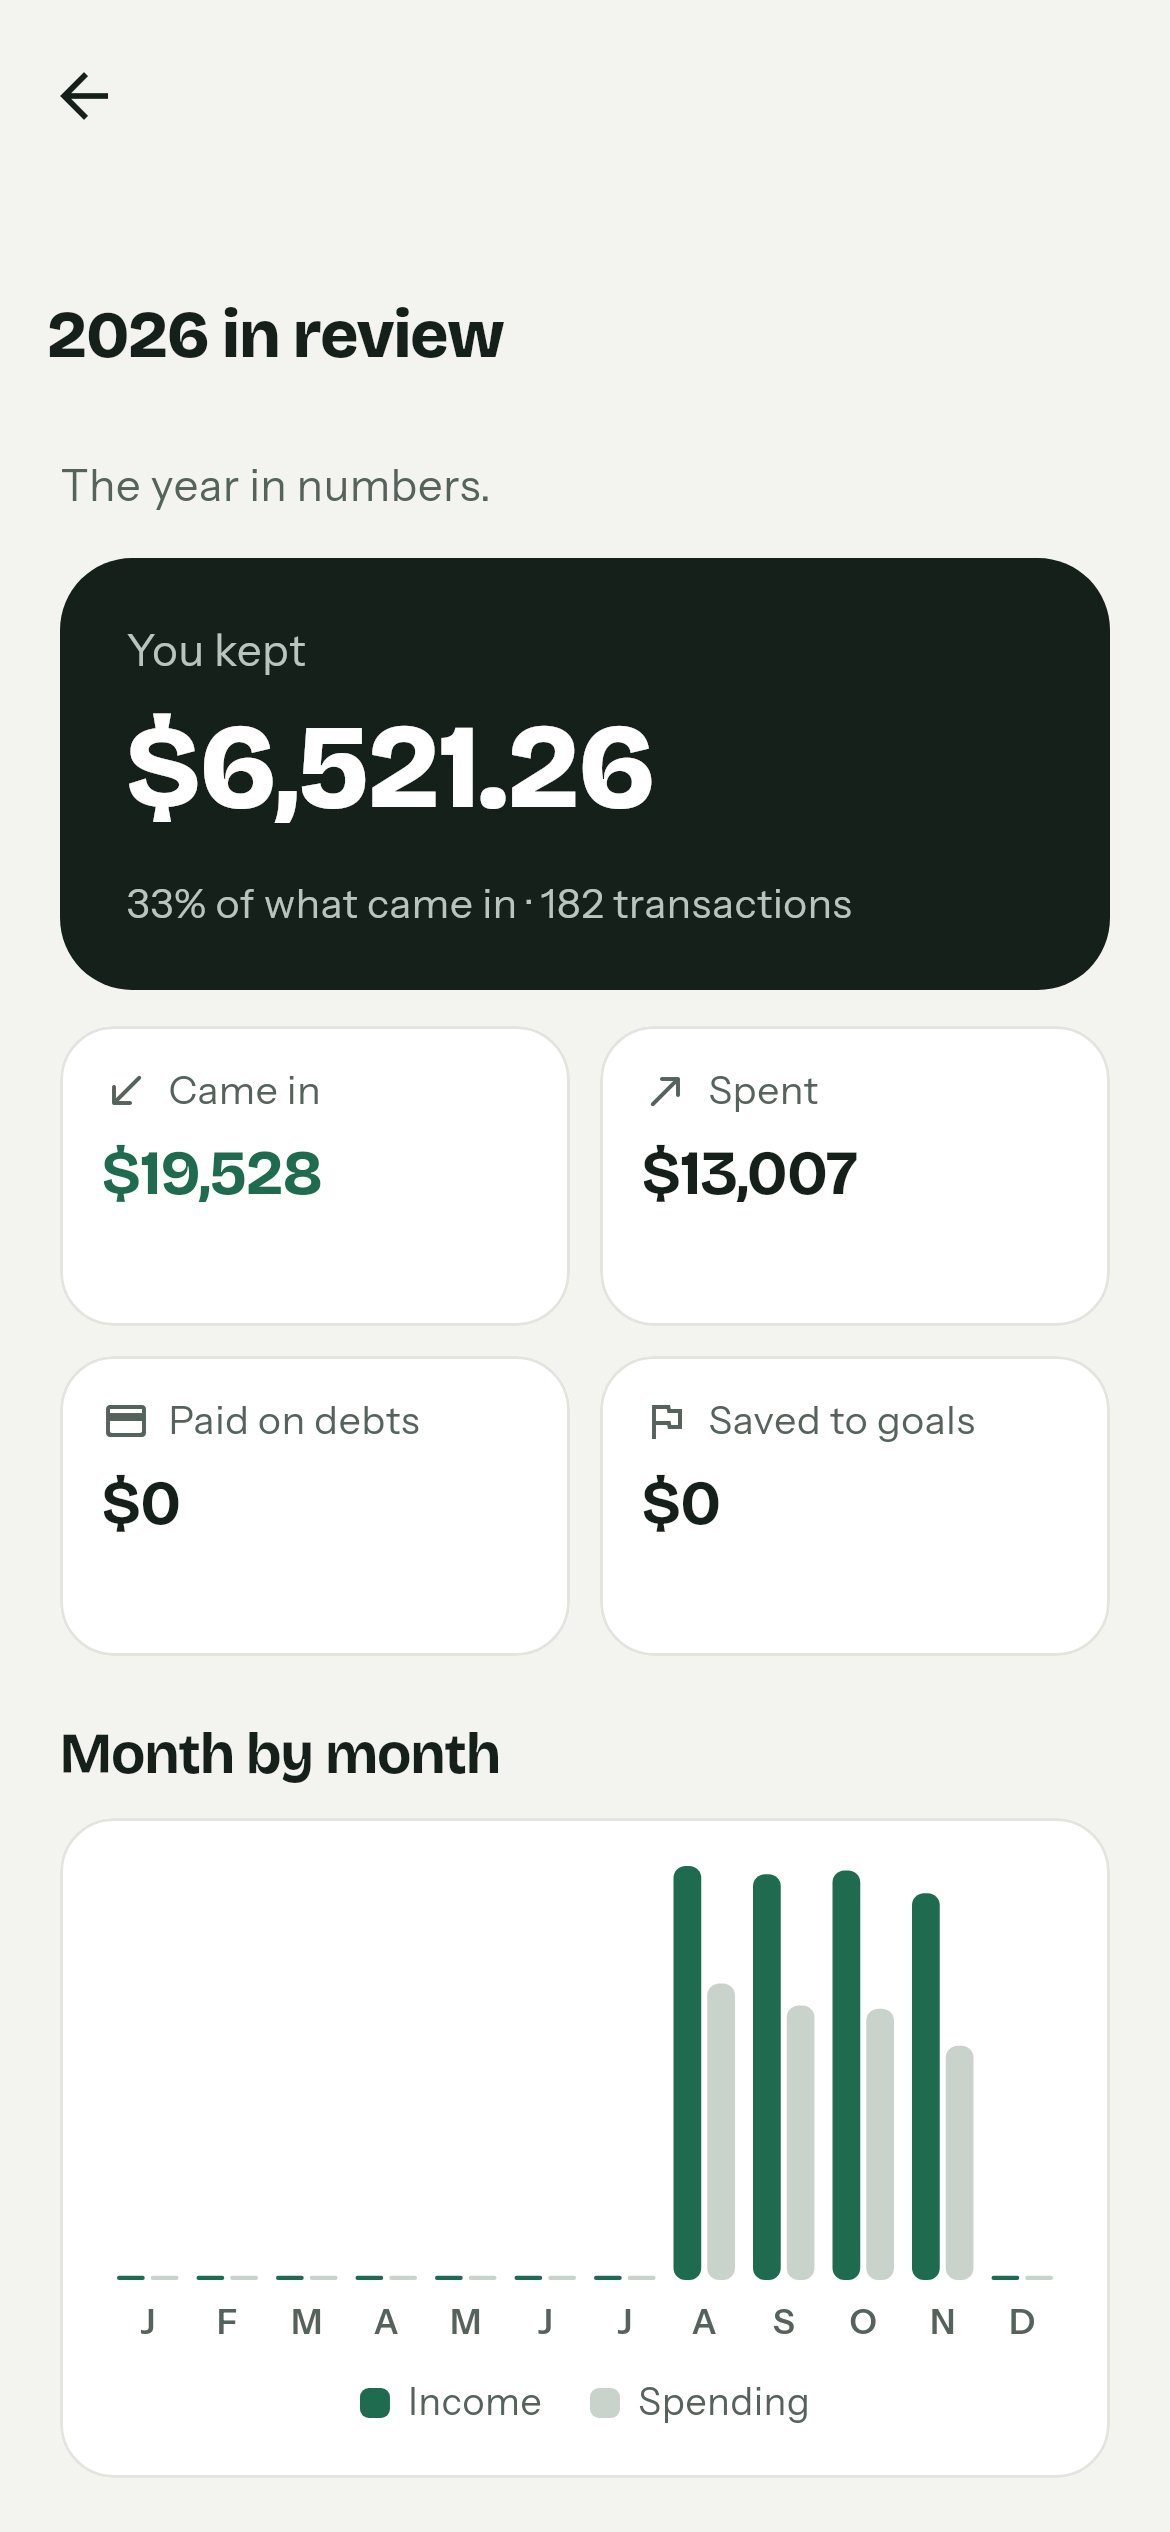 2026 in review
The year in numbers.
You kept
$6,521.26
33% of what came in · 182 transactions
Came in
$19,528
Spent
$13,007
Paid on debts
$0
Saved to goals
$0
Month by month
J F M A M J J A S O N D
Income Spending